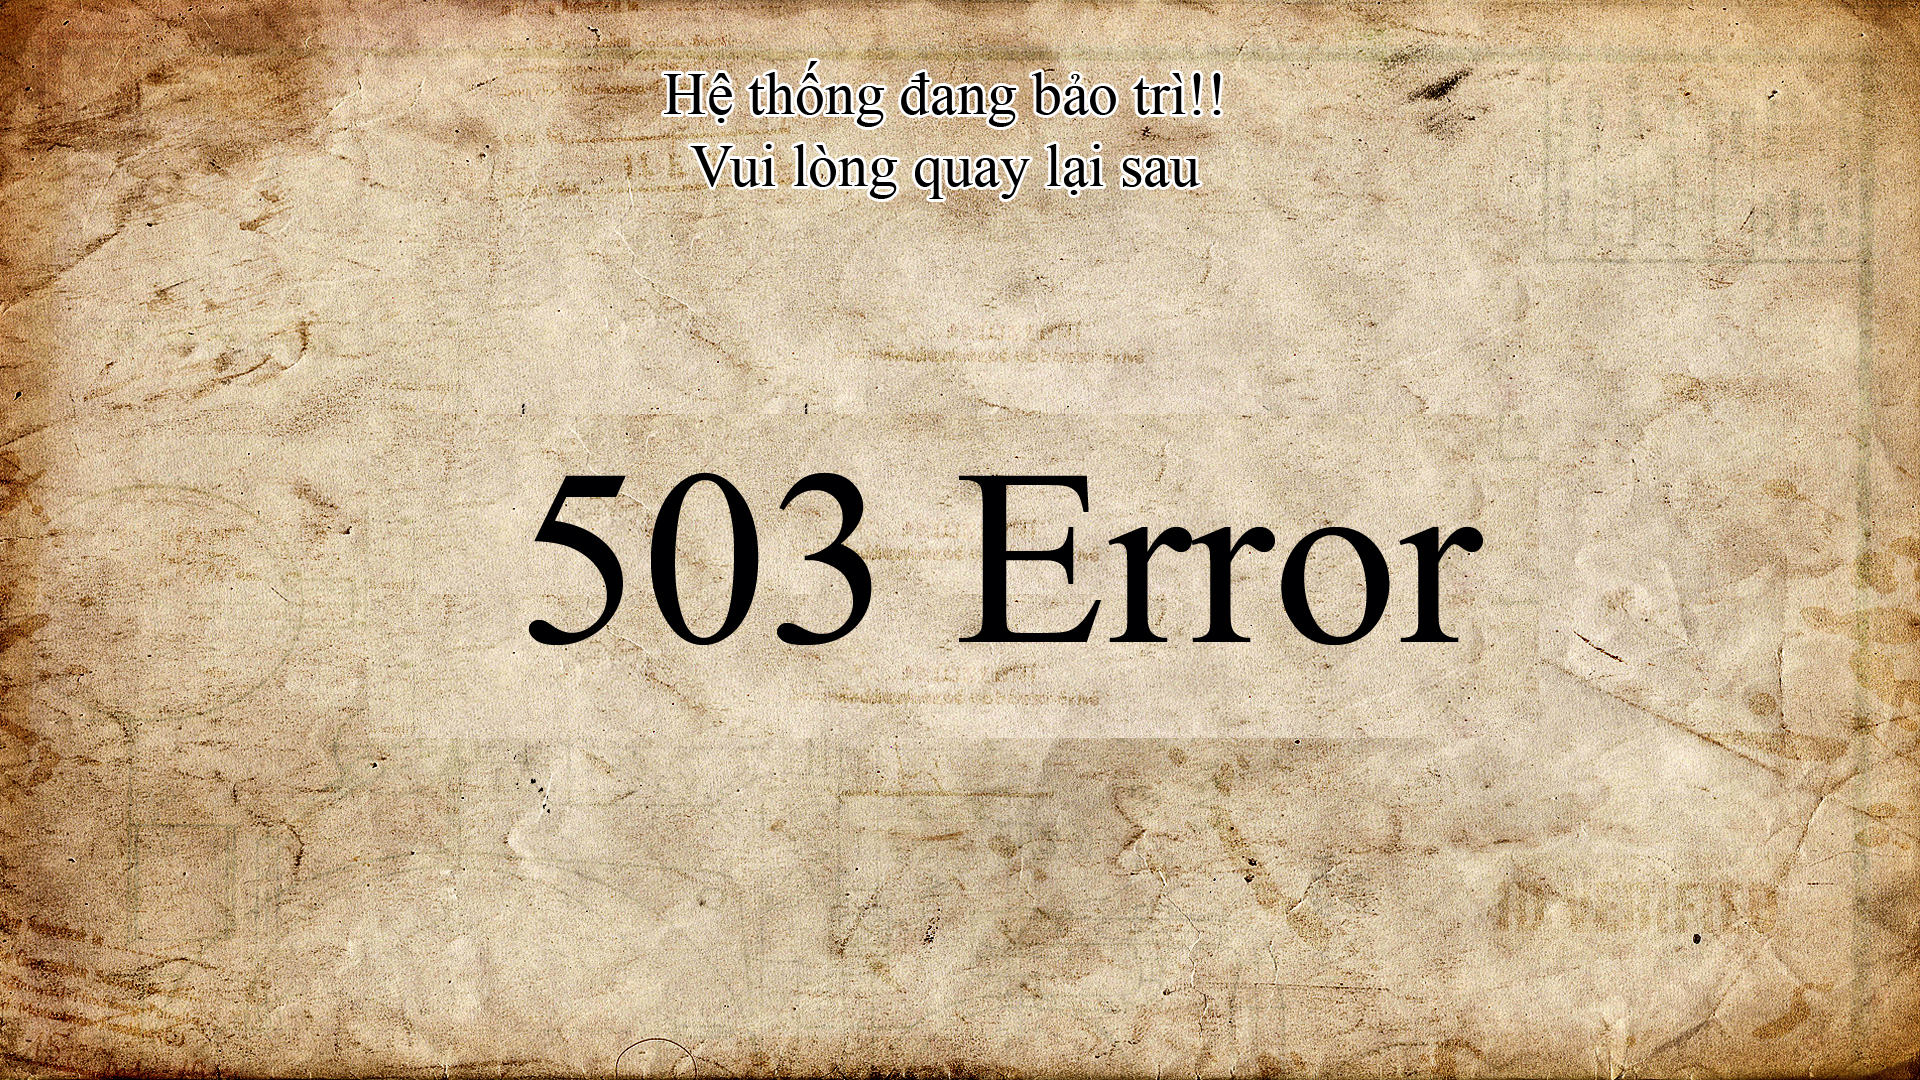 Hệ thống đang bảo trì!!
Vui lòng quay lại sau
503 Error